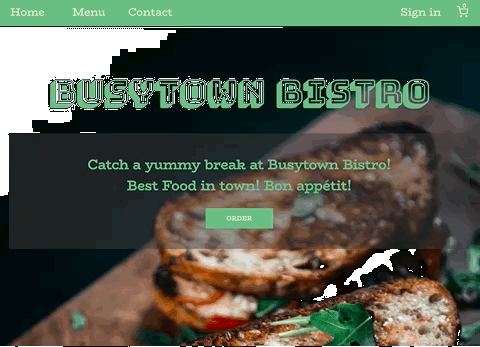 Home Menu Contact Sign in 0
BUSYTOWN BISTRO
Catch a yummy break at Busytown Bistro!
Best Food in town! Bon appétit!
ORDER